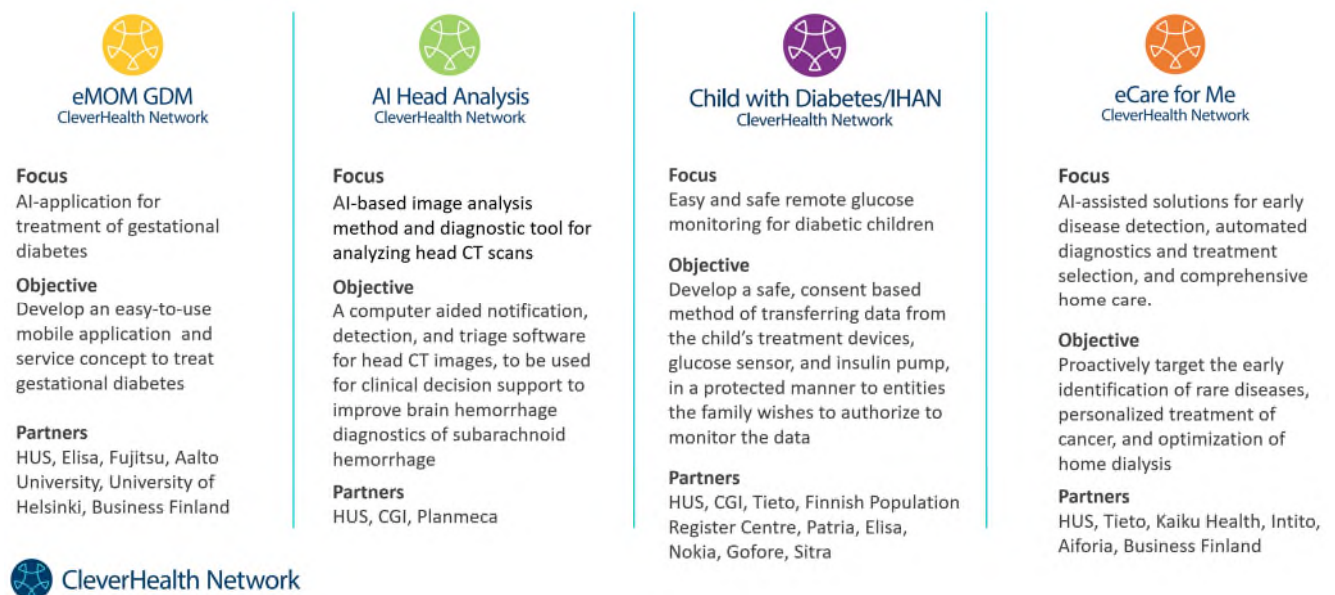 eMOM GDM
CleverHealth Network
Focus
AI-application for
treatment of gestational
diabetes
Objective
Develop an easy-to-use
mobile application and
service concept to treat
gestational diabetes
Partners
HUS, Elisa, Fujitsu, Aalto
University, University of
Helsinki, Business Finland
AI Head Analysis
CleverHealth Network
Focus
AI-based image analysis
method and diagnostic tool for
analyzing head CT scans
Objective
A computer aided notification,
detection, and triage software
for head CT images, to be used
for clinical decision support to
improve brain hemorrhage
diagnostics of subarachnoid
hemorrhage
Partners
HUS, CGI, Planmeca
Child with Diabetes/IHAN
CleverHealth Network
Focus
Easy and safe remote glucose
monitoring for diabetic children
Objective
Develop a safe, consent based
method of transferring data from
the child's treatment devices,
glucose sensor, and insulin pump,
in a protected manner to entities
the family wishes to authorize to
monitor the data
Partners
HUS, CGI, Tieto, Finnish Population
Register Centre, Patria, Elisa,
Nokia, Gofore, Sitra
eCare for Me
CleverHealth Network
Focus
AI-assisted solutions for early
disease detection, automated
diagnostics and treatment
selection, and comprehensive
home care.
Objective
Proactively target the early
identification of rare diseases,
personalized treatment of
cancer, and optimization of
home dialysis
Partners
HUS, Tieto, Kaiku Health, Intito,
Aiforia, Business Finland
CleverHealth Network